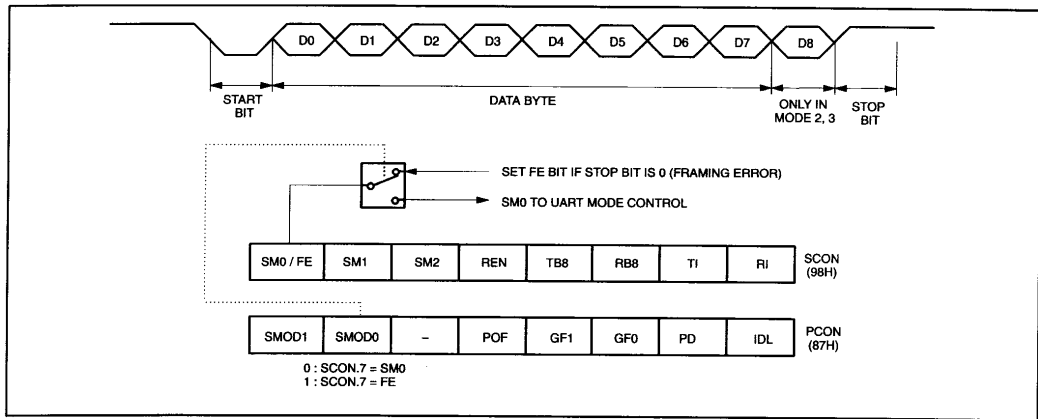 D0 D1 D2 D3 D4 D5 D6 D7 D8
START
BIT
DATA BYTE
ONLY IN
MODE 2, 3
STOP
BIT
SET FE BIT IF STOP BIT IS 0 (FRAMING ERROR)
SM0 TO UART MODE CONTROL
SM0 / FE SM1 SM2 REN TB8 RB8 TI RI
SCON
(98H)
SMOD1 SMOD0 – POF GF1 GF0 PD IDL
PCON
(87H)
0 : SCON.7 = SM0
1 : SCON.7 = FE